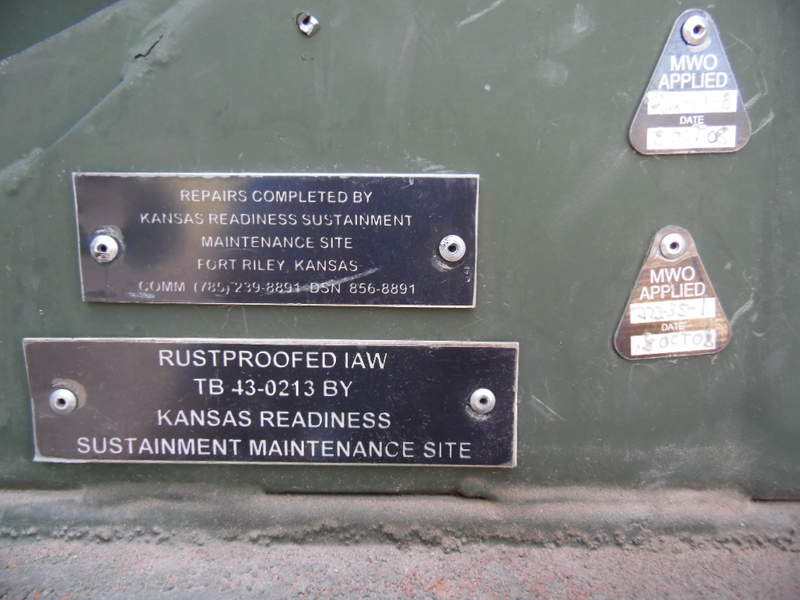 REPAIRS COMPLETED BY
KANSAS READINESS SUSTAINMENT
MAINTENANCE SITE
FORT RILEY, KANSAS
COMM (785) 239-8891 DSN 856-8891
RUSTPROOFED IAW
TB 43-0213 BY
KANSAS READINESS
SUSTAINMENT MAINTENANCE SITE
MWO
APPLIED
DATE
MWO
APPLIED
DATE